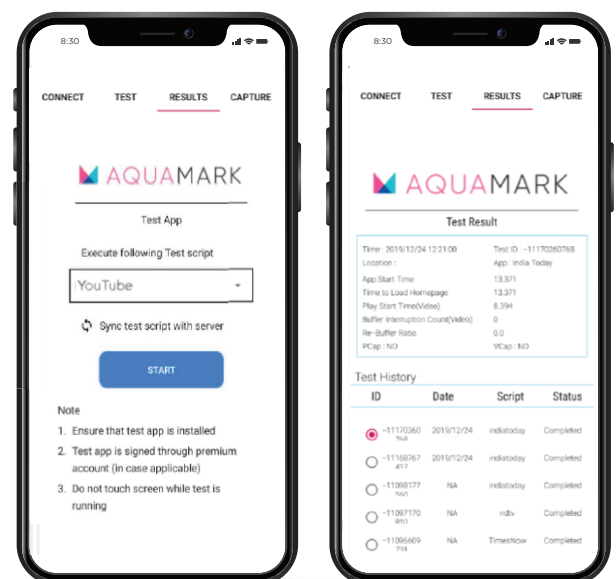 8:30
CONNECT TEST RESULTS CAPTURE
AQUAMARK
Test App
Execute following Test script
YouTube
Sync test script with server
START
Note
1. Ensure that test app is installed
2. Test app is signed through premium
account (in case applicable)
3. Do not touch screen while test is
running
8:30
CONNECT TEST RESULTS CAPTURE
AQUAMARK
Test Result
Time : 2019/12/24 12:21:00 Test ID : -11170260768
Location : App : India Today
App Start Time 13.371
Time to Load Homepage 13.371
Play Start Time(Video) 8.394
Buffer Interruption Count(Video) 0
Re-Buffer Ratio 0.0
PCap : NO VCap : NO
Test History
ID Date Script Status
-11170260 2019/12/24 indiatoday Completed
-11168767 2019/12/24 indiatoday Completed
-11098177 NA indiatoday Completed
-11097170 NA ndtv Completed
-11096609 NA TimesNow Completed